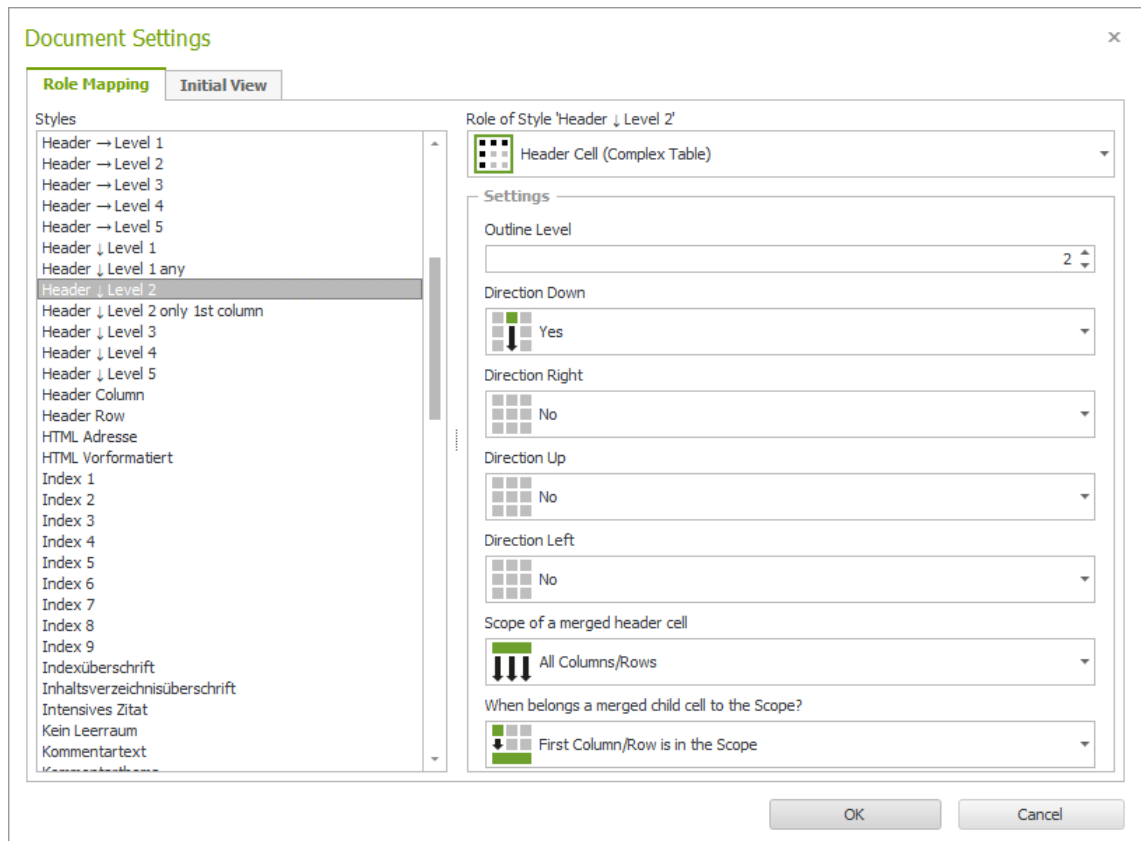 Document Settings
Role Mapping
Initial View
Styles
Header → Level 1
Header → Level 2
Header → Level 3
Header → Level 4
Header → Level 5
Header ↓ Level 1
Header ↓ Level 1 any
Header ↓ Level 2
Header ↓ Level 2 only 1st column
Header ↓ Level 3
Header ↓ Level 4
Header ↓ Level 5
Header Column
Header Row
HTML Adresse
HTML Vorformatiert
Index 1
Index 2
Index 3
Index 4
Index 5
Index 6
Index 7
Index 8
Index 9
Indexüberschrift
Inhaltsverzeichnisüberschrift
Intensives Zitat
Kein Leerraum
Kommentartext
Role of Style 'Header ↓ Level 2'
Header Cell (Complex Table)
Settings
Outline Level
2
Direction Down
Yes
Direction Right
No
Direction Up
No
Direction Left
No
Scope of a merged header cell
All Columns/Rows
When belongs a merged child cell to the Scope?
First Column/Row is in the Scope
OK
Cancel